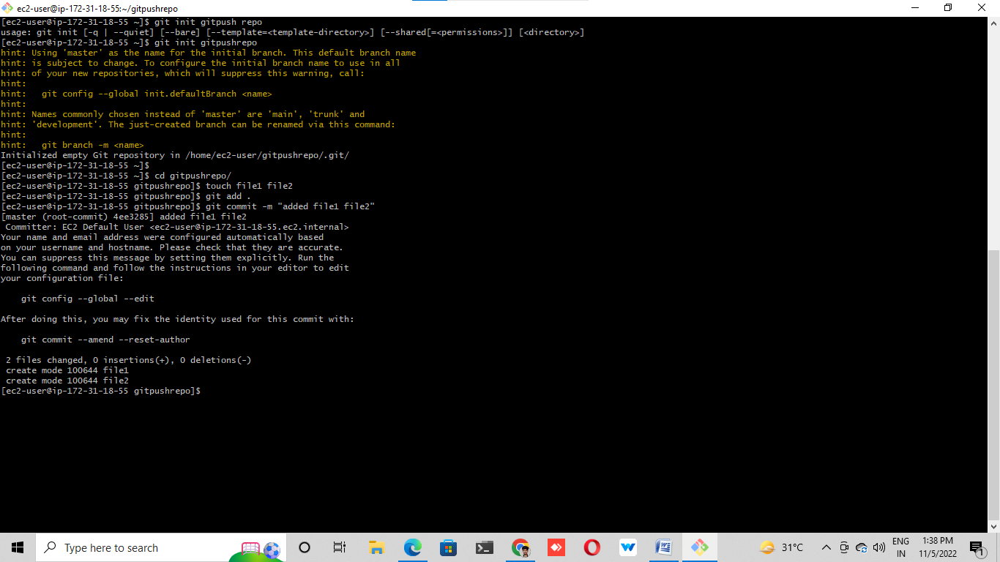 ec2-user@ip-172-31-18-55:~/gitpushrepo
[ec2-user@ip-172-31-18-55 ~]$ git init gitpush repo
usage: git init [-q | --quiet] [--bare] [--template=<template-directory>] [--shared[=<permissions>]] [<directory>]
[ec2-user@ip-172-31-18-55 ~]$ git init gitpushrepo
hint: Using 'master' as the name for the initial branch. This default branch name
hint: is subject to change. To configure the initial branch name to use in all
hint: of your new repositories, which will suppress this warning, call:
hint:
hint:   git config --global init.defaultBranch <name>
hint:
hint: Names commonly chosen instead of 'master' are 'main', 'trunk' and
hint: 'development'. The just-created branch can be renamed via this command:
hint:
hint:   git branch -m <name>
Initialized empty Git repository in /home/ec2-user/gitpushrepo/.git/
[ec2-user@ip-172-31-18-55 ~]$
[ec2-user@ip-172-31-18-55 ~]$ cd gitpushrepo/
[ec2-user@ip-172-31-18-55 gitpushrepo]$ touch file1 file2
[ec2-user@ip-172-31-18-55 gitpushrepo]$ git add .
[ec2-user@ip-172-31-18-55 gitpushrepo]$ git commit -m "added file1 file2"
[master (root-commit) 4ee3285] added file1 file2
 Committer: EC2 Default User <ec2-user@ip-172-31-18-55.ec2.internal>
Your name and email address were configured automatically based
on your username and hostname. Please check that they are accurate.
You can suppress this message by setting them explicitly. Run the
following command and follow the instructions in your editor to edit
your configuration file:
    git config --global --edit
After doing this, you may fix the identity used for this commit with:
    git commit --amend --reset-author
 2 files changed, 0 insertions(+), 0 deletions(-)
 create mode 100644 file1
 create mode 100644 file2
[ec2-user@ip-172-31-18-55 gitpushrepo]$
Type here to search
31°C
ENG
IN
1:38 PM
11/5/2022
1